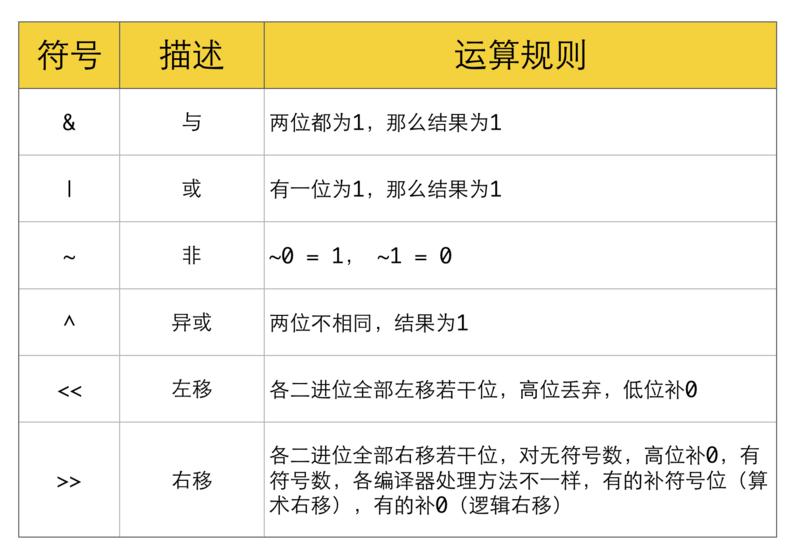 符号 描述 运算规则
& 与 两位都为1，那么结果为1
| 或 有一位为1，那么结果为1
~ 非 ~0 = 1， ~1 = 0
^ 异或 两位不相同，结果为1
<< 左移 各二进位全部左移若干位，高位丢弃，低位补0
>> 右移 各二进位全部右移若干位，对无符号数，高位补0，有
符号数，各编译器处理方法不一样，有的补符号位（算
术右移），有的补0（逻辑右移）